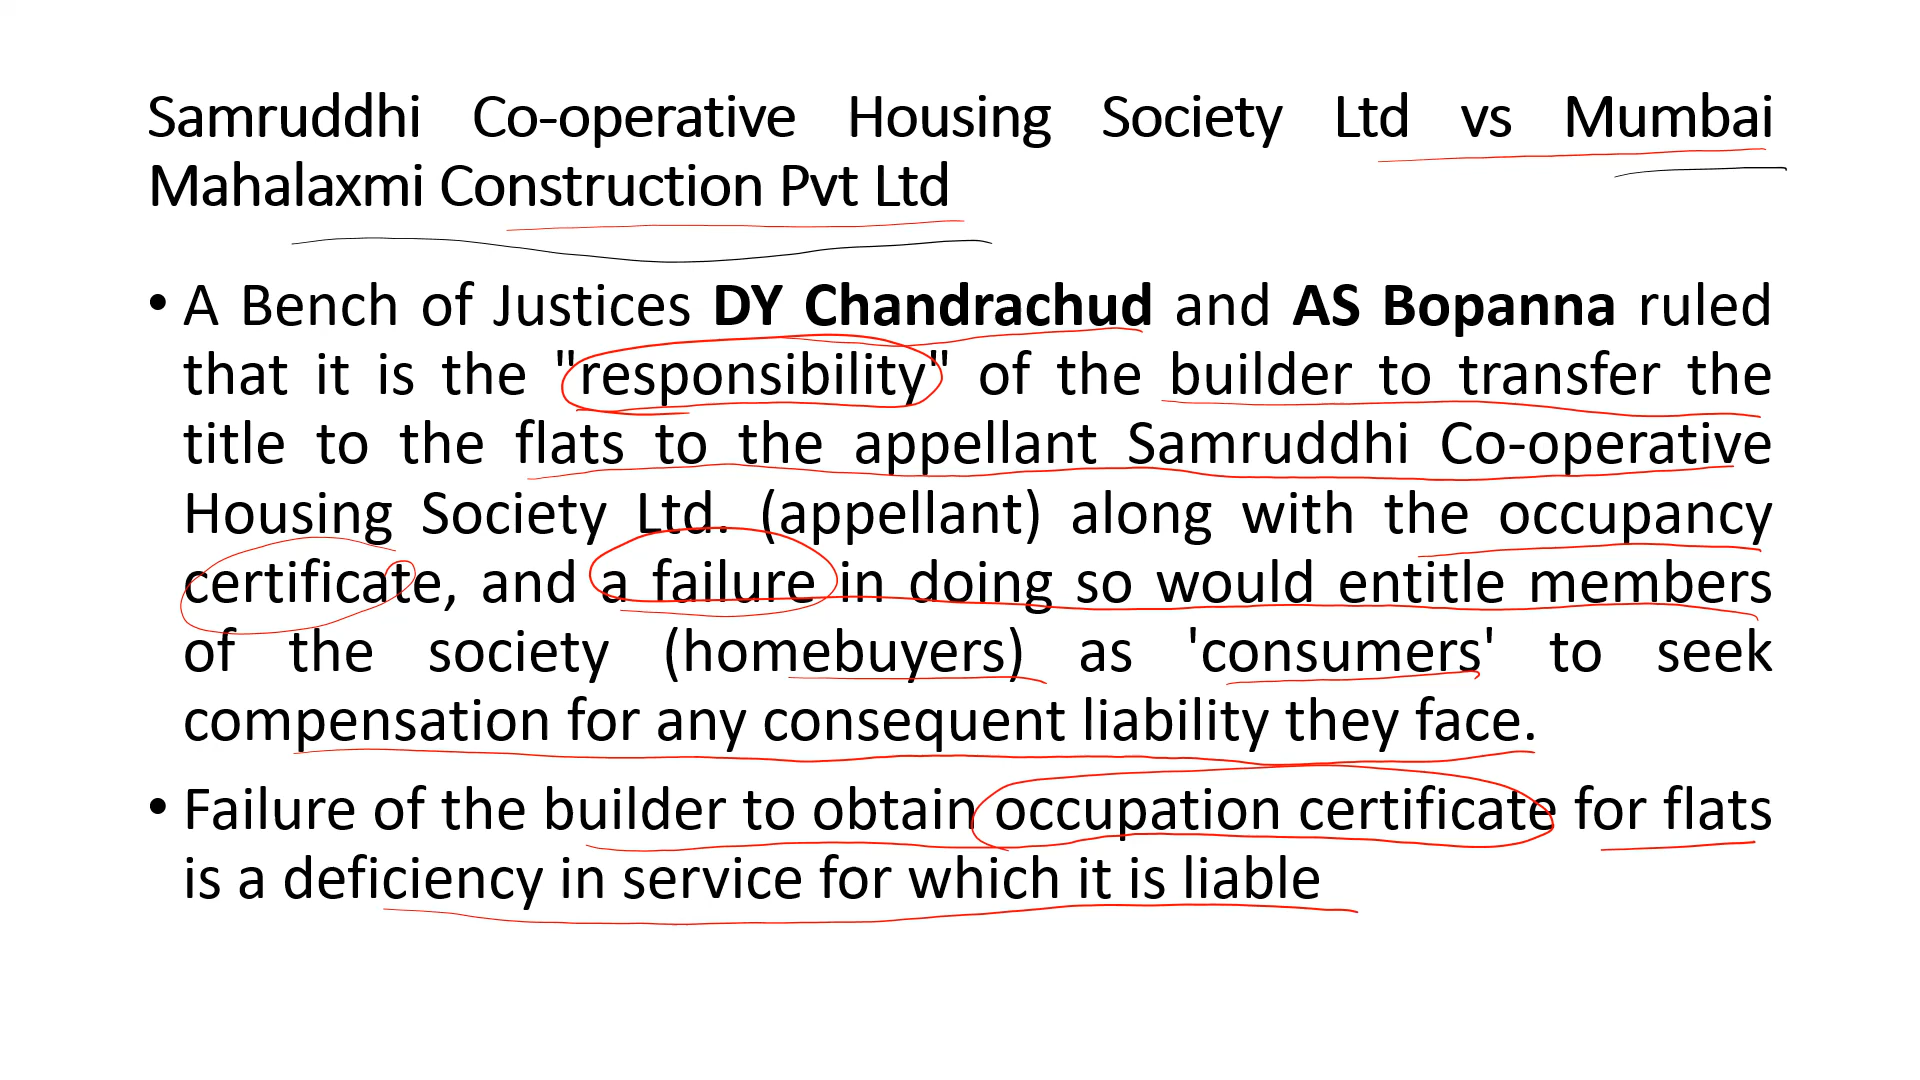 Samruddhi Co-operative Housing Society Ltd vs Mumbai
Mahalaxmi Construction Pvt Ltd
• A Bench of Justices DY Chandrachud and AS Bopanna ruled
that it is the "responsibility" of the builder to transfer the
title to the flats to the appellant Samruddhi Co-operative
Housing Society Ltd. (appellant) along with the occupancy
certificate, and a failure in doing so would entitle members
of the society (homebuyers) as 'consumers' to seek
compensation for any consequent liability they face.
• Failure of the builder to obtain occupation certificate for flats
is a deficiency in service for which it is liable